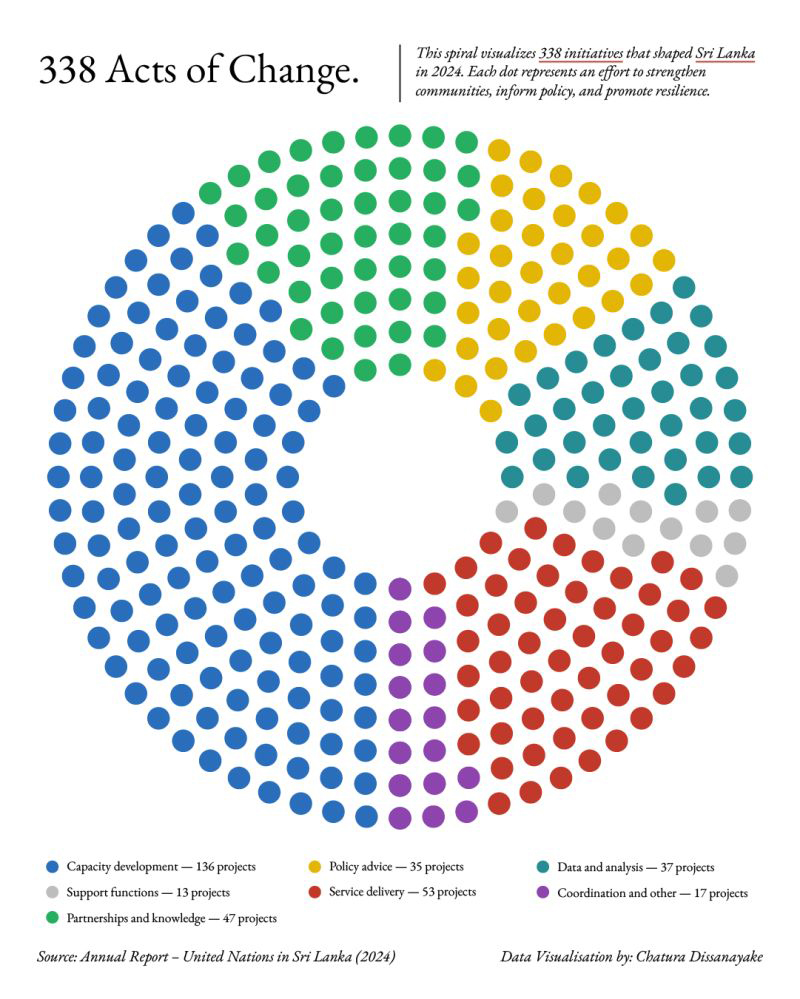 338 Acts of Change.
This spiral visualizes 338 initiatives that shaped Sri Lanka
in 2024. Each dot represents an effort to strengthen
communities, inform policy, and promote resilience.
Capacity development — 136 projects
Policy advice — 35 projects
Data and analysis — 37 projects
Support functions — 13 projects
Service delivery — 53 projects
Coordination and other — 17 projects
Partnerships and knowledge — 47 projects
Source: Annual Report – United Nations in Sri Lanka (2024)
Data Visualisation by: Chatura Dissanayake